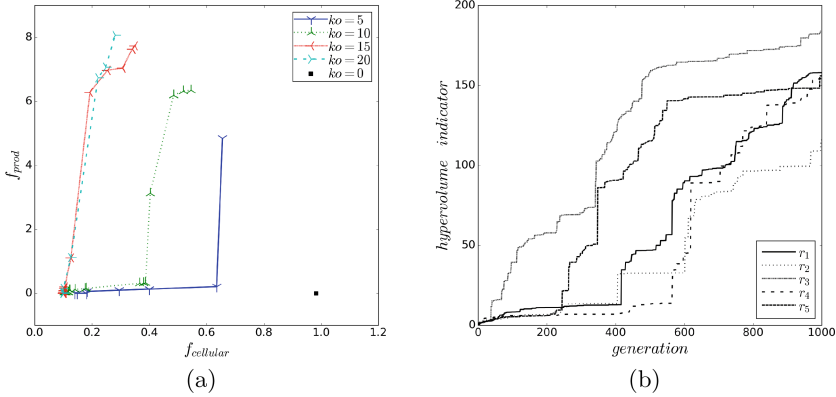 8
6
4
2
0
0.0
0.2
0.4
0.6
0.8
1.0
1.2
f_prod
f_cellular
ko = 5
ko = 10
ko = 15
ko = 20
ko = 0
(a)
200
150
100
50
0
0
200
400
600
800
1000
hypervolume indicator
generation
r_1
r_2
r_3
r_4
r_5
(b)